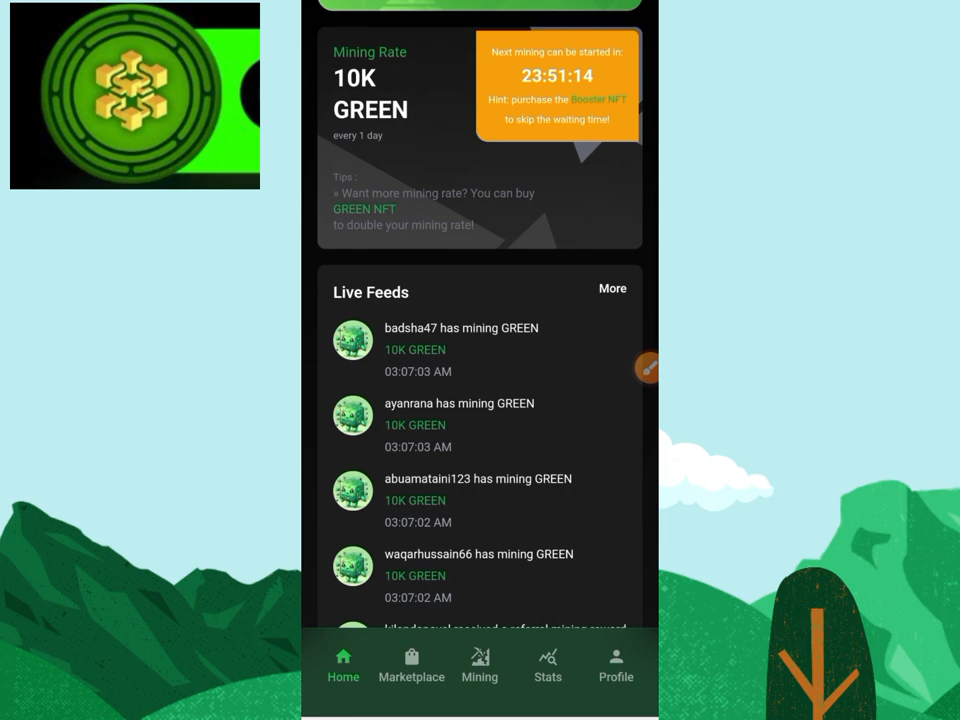 Mining Rate
10K
GREEN
every 1 day
Next mining can be started in:
23:51:14
Hint: purchase the Booster NFT
to skip the waiting time!
Tips :
» Want more mining rate? You can buy
GREEN NFT
to double your mining rate!
Live Feeds
More
badsha47 has mining GREEN
10K GREEN
03:07:03 AM
ayanrana has mining GREEN
10K GREEN
03:07:03 AM
abuamataini123 has mining GREEN
10K GREEN
03:07:02 AM
waqarhussain66 has mining GREEN
10K GREEN
03:07:02 AM
received a referral mining reward
Home
Marketplace
Mining
Stats
Profile